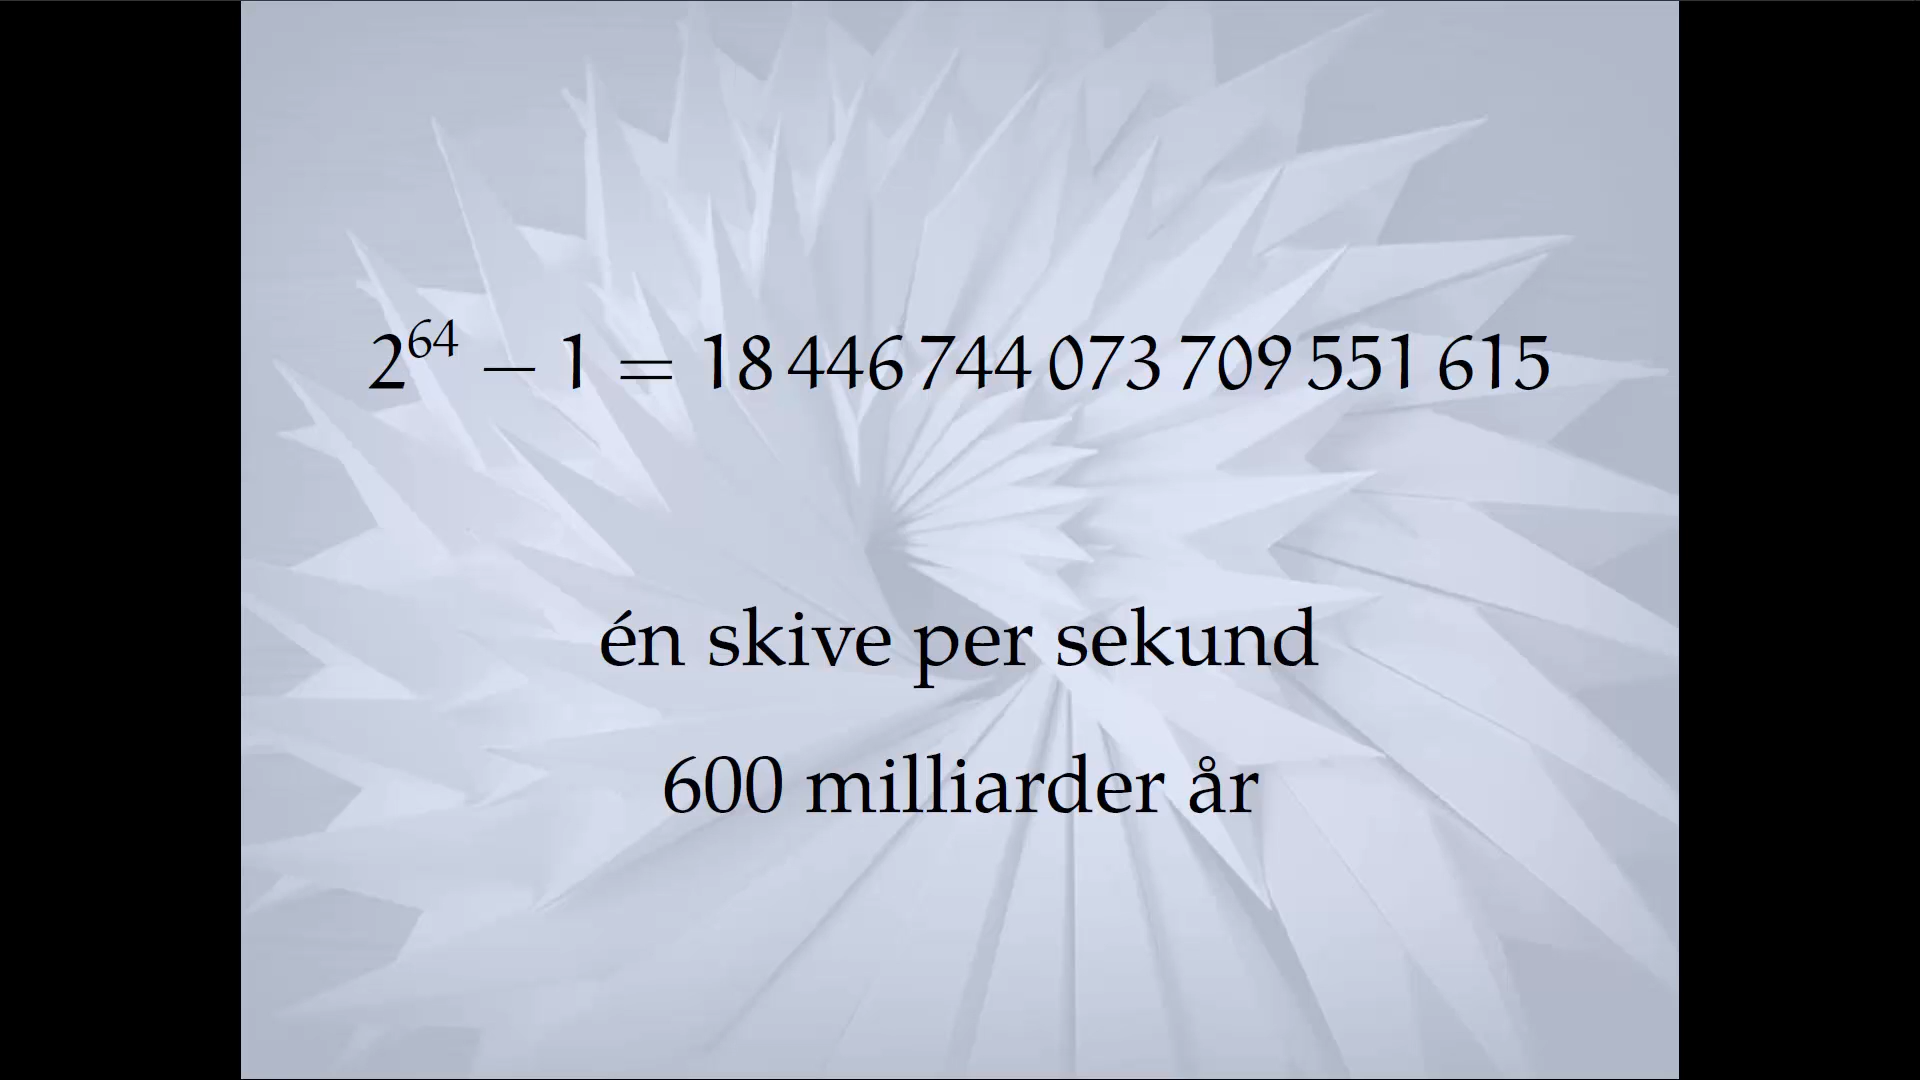 2^64 − 1 = 18 446 744 073 709 551 615
én skive per sekund
600 milliarder år